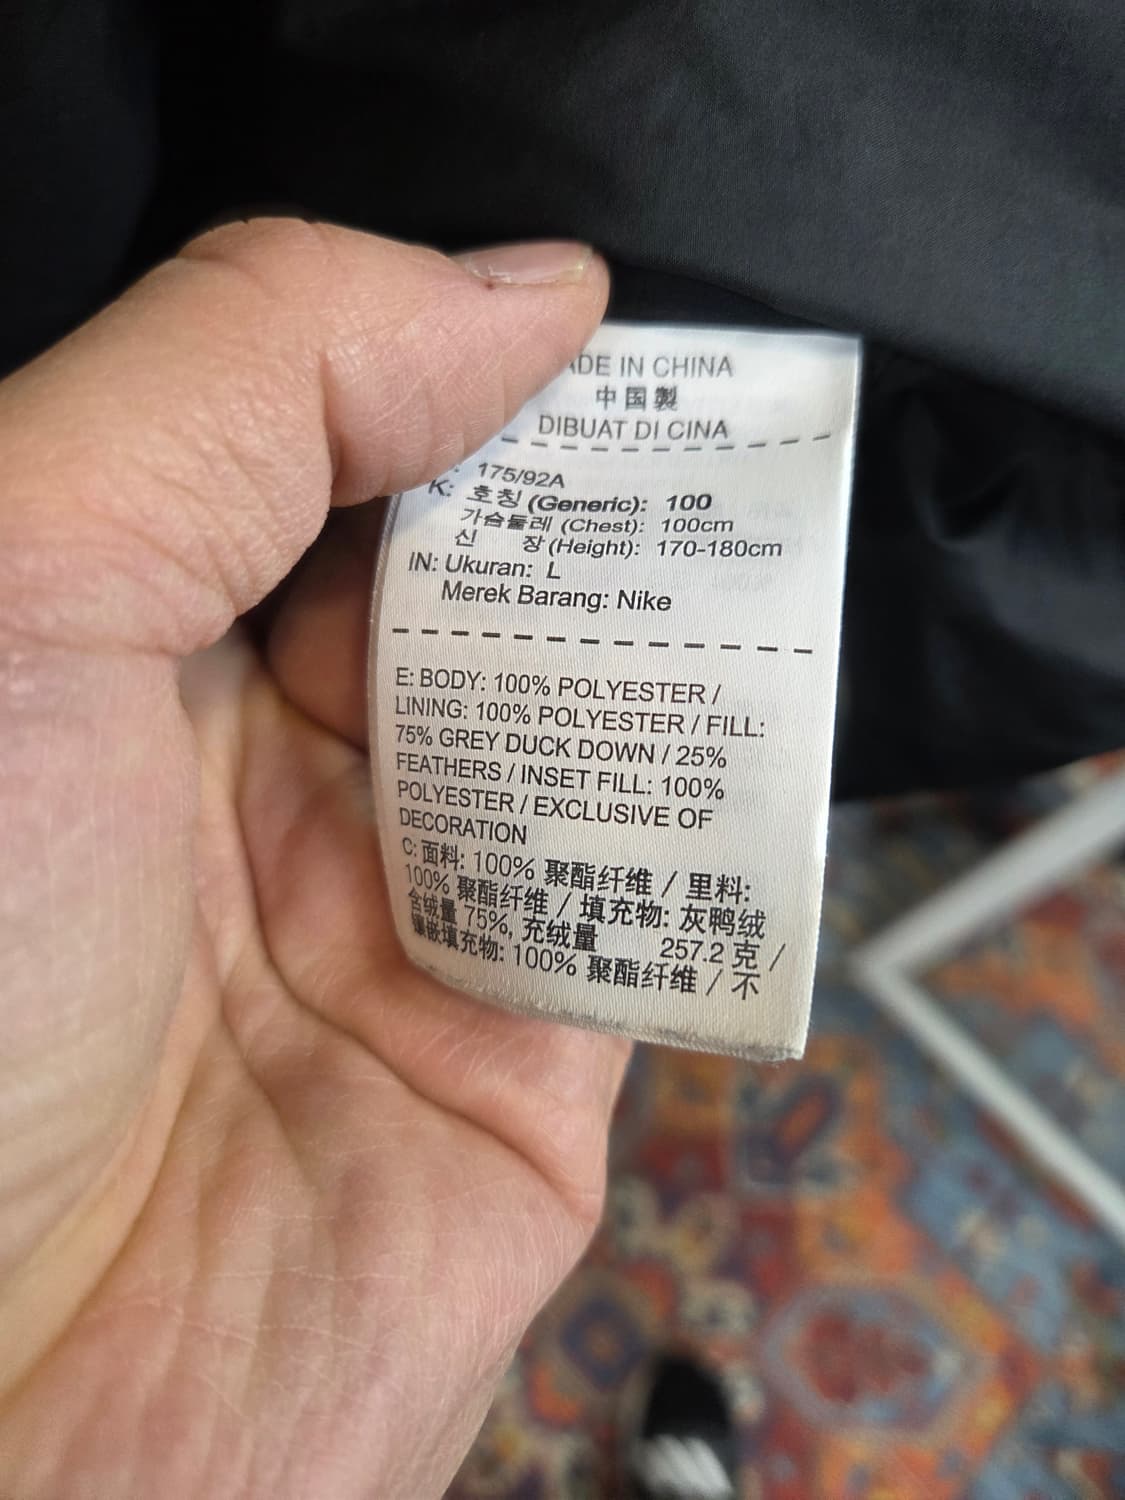 ADE IN CHINA
中国製
DIBUAT DI CINA
175/92A
K: 호칭 (Generic): 100
가슴둘레 (Chest): 100cm
신 장 (Height): 170-180cm
IN: Ukuran: L
Merek Barang: Nike
E: BODY: 100% POLYESTER /
LINING: 100% POLYESTER / FILL:
75% GREY DUCK DOWN / 25%
FEATHERS / INSET FILL: 100%
POLYESTER / EXCLUSIVE OF
DECORATION
C: 面料: 100% 聚酯纤维 / 里料:
100% 聚酯纤维 / 填充物: 灰鸭绒
含绒量 75%, 充绒量 257.2 克 /
镶嵌填充物: 100% 聚酯纤维 / 不